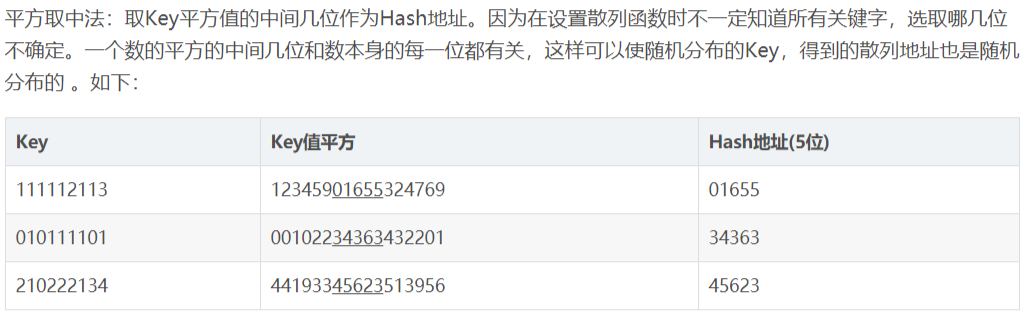 平方取中法：取Key平方值的中间几位作为Hash地址。因为在设置散列函数时不一定知道所有关键字，选取哪几位
不确定。一个数的平方的中间几位和数本身的每一位都有关，这样可以使随机分布的Key，得到的散列地址也是随机
分布的 。如下：
Key Key值平方 Hash地址(5位)
111112113 12345901655324769 01655
010111101 00102234363432201 34363
210222134 44193345623513956 45623